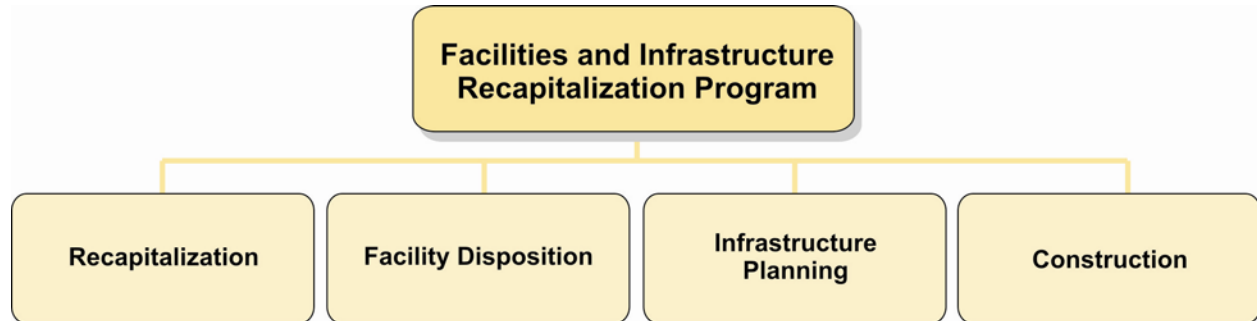 Facilities and Infrastructure
Recapitalization Program
Recapitalization
Facility Disposition
Infrastructure
Planning
Construction